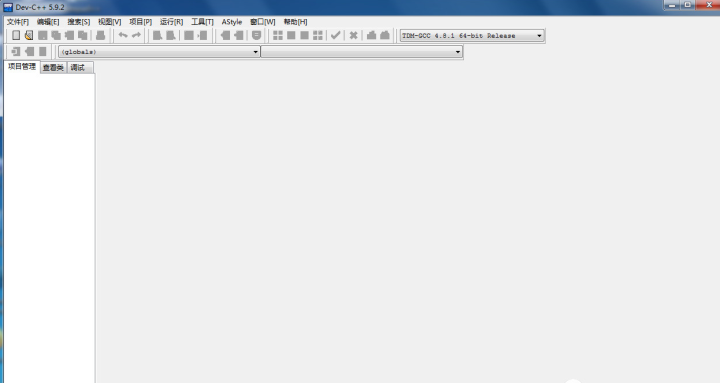 Dev-C++ 5.9.2
文件[F] 编辑[E] 搜索[S] 视图[V] 项目[P] 运行[R] 工具[T] AStyle 窗口[W] 帮助[H]
TDM-GCC 4.8.1 64-bit Release
(globals)
项目管理 查看类 调试